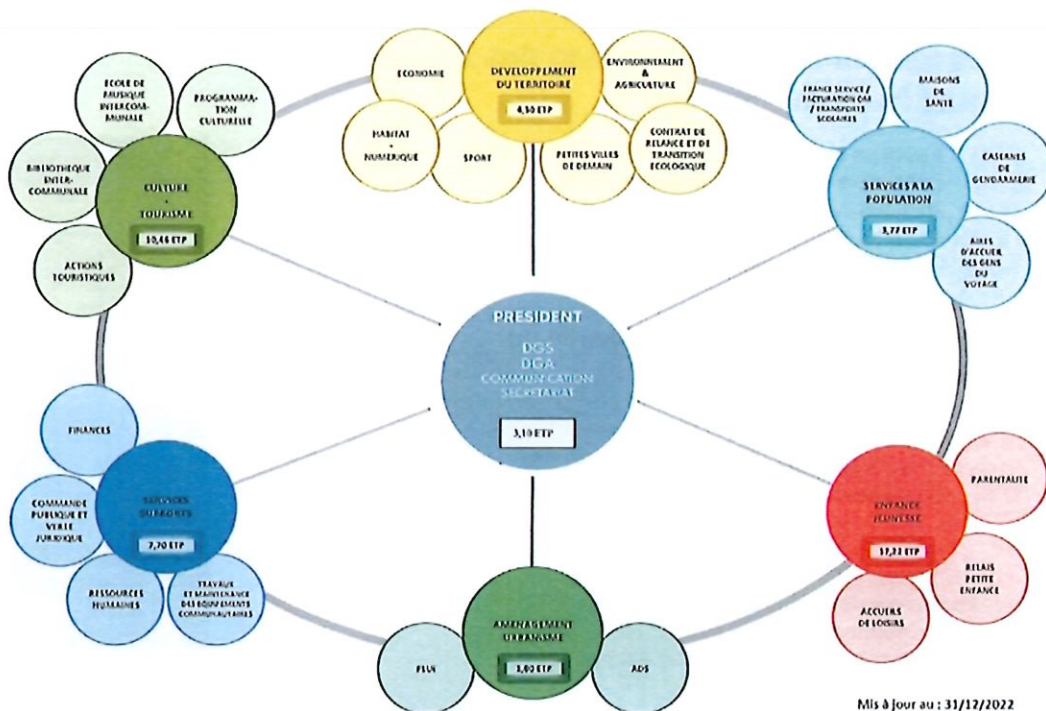 ECOLE DE
MUSIQUE
INTERCOM-
MUNALE
PROGRAMMA-
TION
CULTURELLE
BIBLIOTHEQUE
INTER-
COMMUNALE
ACTIONS
TOURISTIQUES
CULTURE
-
TOURISME
10,46 ETP
ECONOMIE
HABITAT
-
NUMERIQUE
SPORT
DEVELOPPEMENT
DU TERRITOIRE
4,50 ETP
PETITES VILLES
DE DEMAIN
ENVIRONNEMENT
&
AGRICULTURE
CONTRAT DE
RELANCE ET DE
TRANSITION
ECOLOGIQUE
FRANCE SERVICE /
FACTURATION OM
/ TRANSPORTS
SCOLAIRES
MAISONS
DE
SANTE
CASERNES
DE
GENDARMERIE
AIRES
D'ACCUEIL
DES GENS
DU
VOYAGE
SERVICES A LA
POPULATION
3,77 ETP
PRESIDENT
DGS
DGA
COMMUNICATION
SECRETARIAT
3,10 ETP
FINANCES
COMMANDE
PUBLIQUE ET
VEILLE
JURIDIQUE
RESSOURCES
HUMAINES
TRAVAUX
ET MAINTENANCE
DES EQUIPEMENTS
COMMUNAUTAIRES
SERVICES
SUPPORTS
7,70 ETP
AMENAGEMENT
URBANISME
ETP
PLUI
ADS
ENFANCE
JEUNESSE
ETP
PARENTALITE
RELAIS
PETITE
ENFANCE
ACCUEILS
DE LOISIRS
Mis à jour au : 31/12/2022